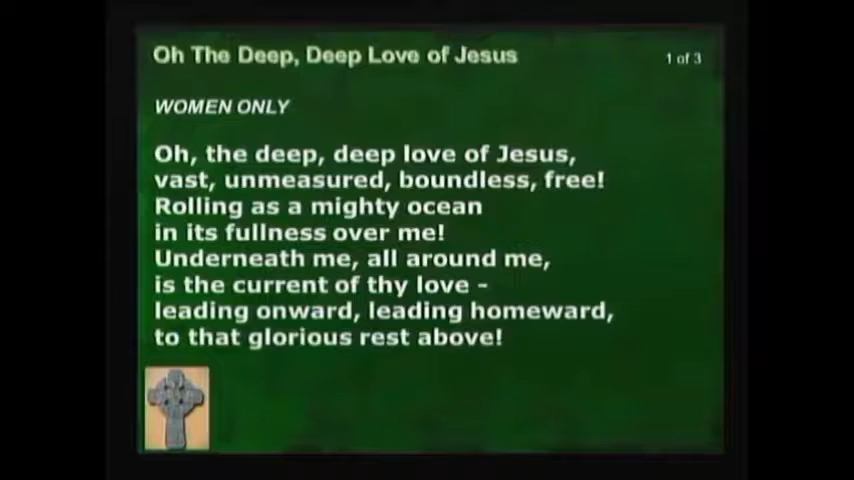 Oh The Deep, Deep Love of Jesus
1 of 3
WOMEN ONLY
Oh, the deep, deep love of Jesus,
vast, unmeasured, boundless, free!
Rolling as a mighty ocean
in its fullness over me!
Underneath me, all around me,
is the current of thy love -
leading onward, leading homeward,
to that glorious rest above!